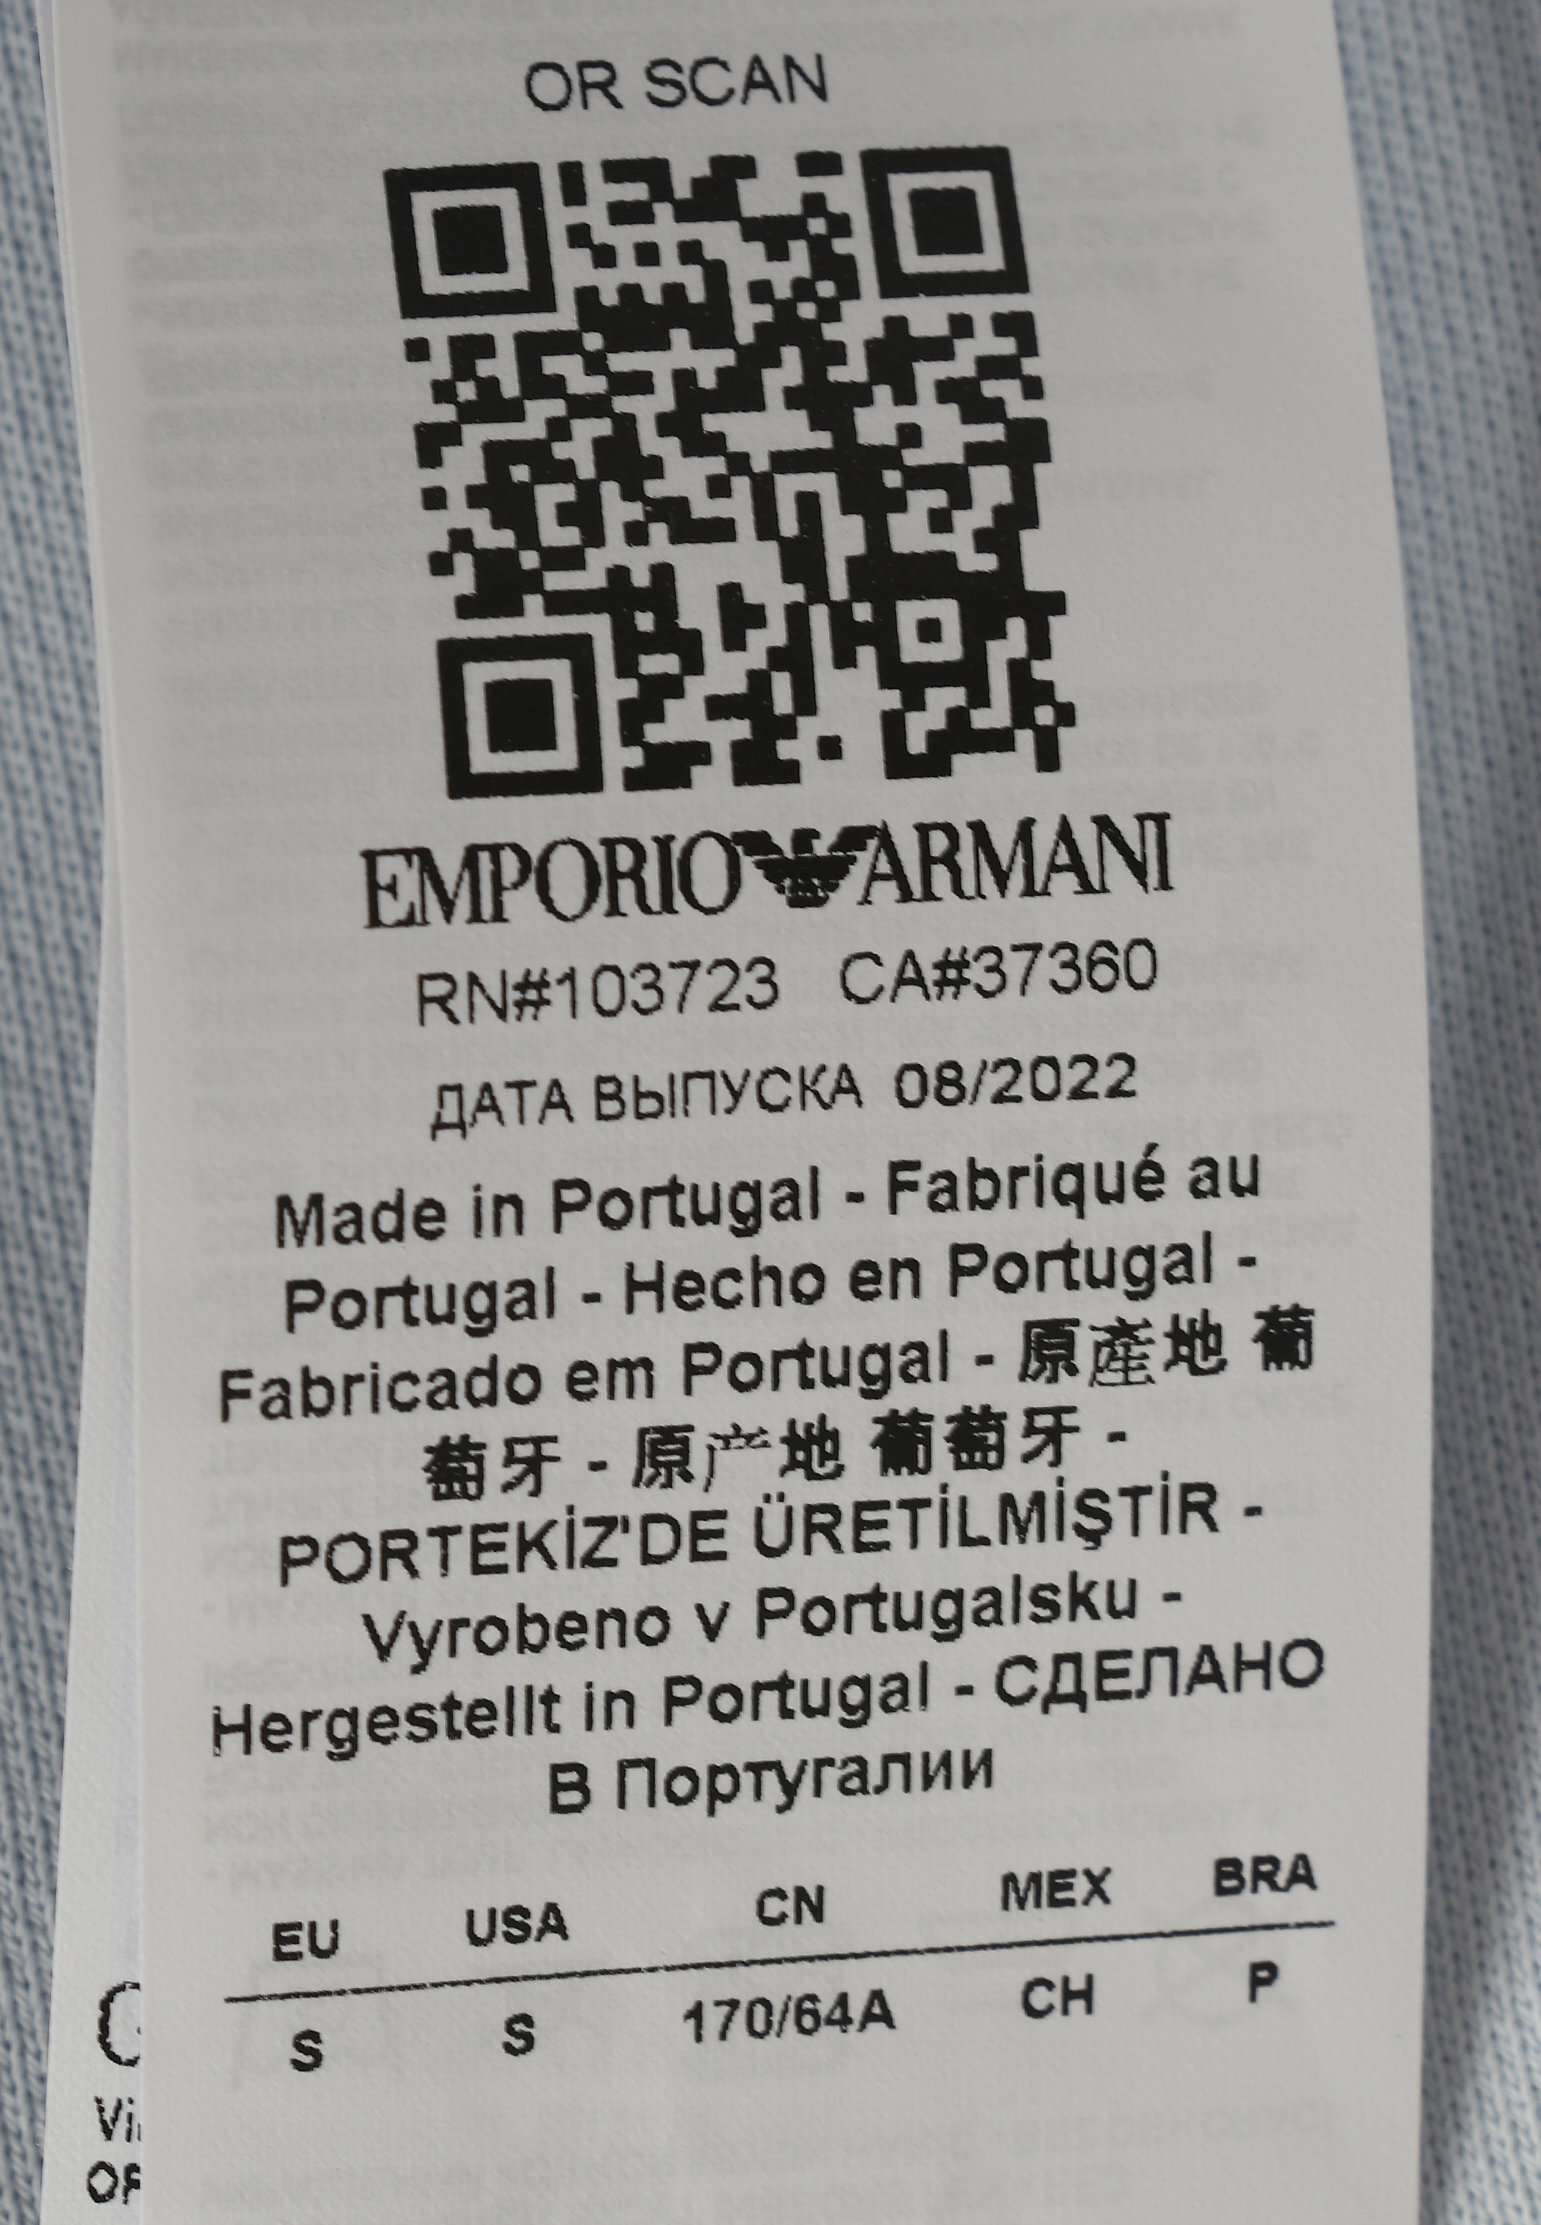 OR SCAN
EMPORIO ARMANI
RN#103723 CA#37360
ДАТА ВЫПУСКА 08/2022
Made in Portugal - Fabriqué au
Portugal - Hecho en Portugal -
Fabricado em Portugal - 原產地 葡
萄牙 - 原产地 葡萄牙 -
PORTEKİZ'DE ÜRETİLMİŞTİR -
Vyrobeno v Portugalsku -
Hergestellt in Portugal - СДЕЛАНО
В Португалии
EU USA CN MEX BRA
S S 170/64A CH P